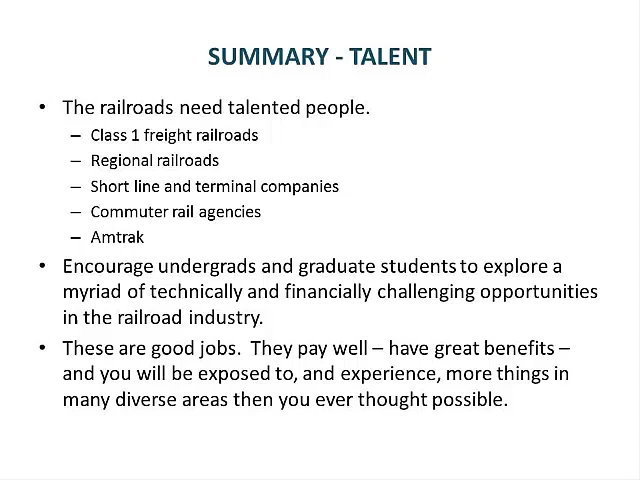 SUMMARY - TALENT
• The railroads need talented people.
– Class 1 freight railroads
– Regional railroads
– Short line and terminal companies
– Commuter rail agencies
– Amtrak
• Encourage undergrads and graduate students to explore a
myriad of technically and financially challenging opportunities
in the railroad industry.
• These are good jobs.  They pay well – have great benefits –
and you will be exposed to, and experience, more things in
many diverse areas then you ever thought possible.